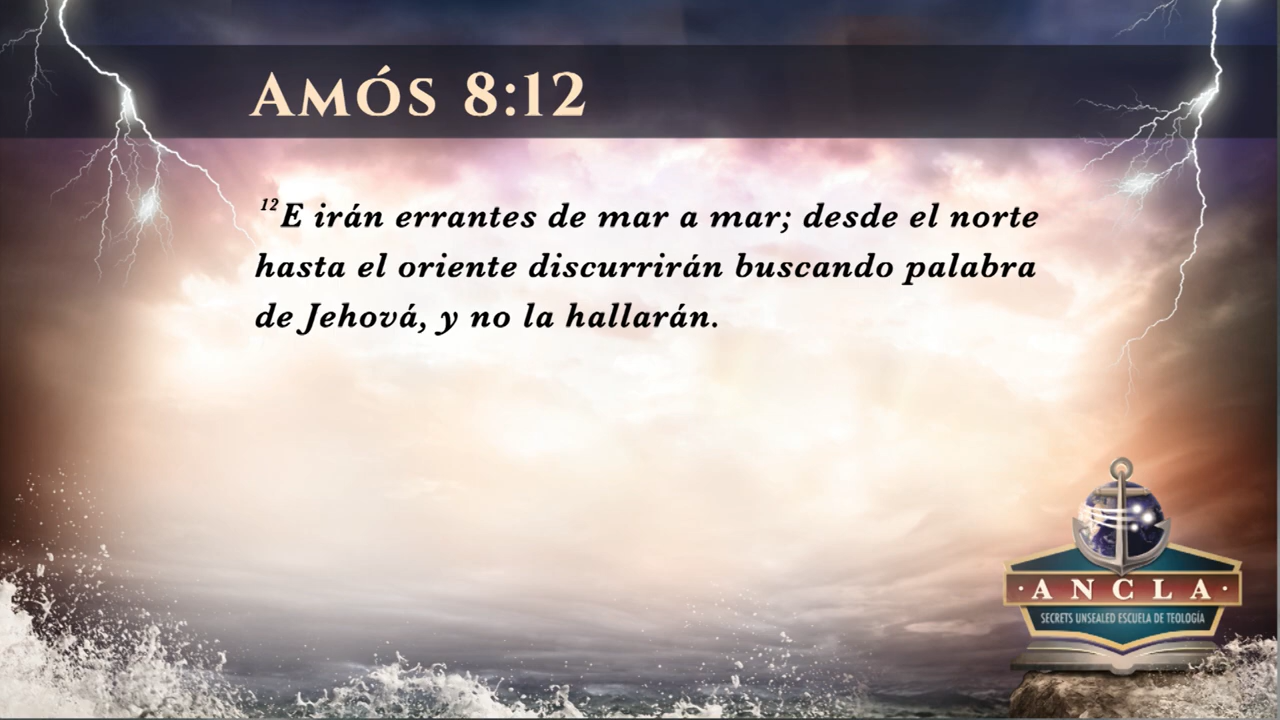 AMÓS 8:12
¹²E irán errantes de mar a mar; desde el norte
hasta el oriente discurrirán buscando palabra
de Jehová, y no la hallarán.
·ANCLA·
SECRETS UNSEALED ESCUELA DE TEOLOGÍA